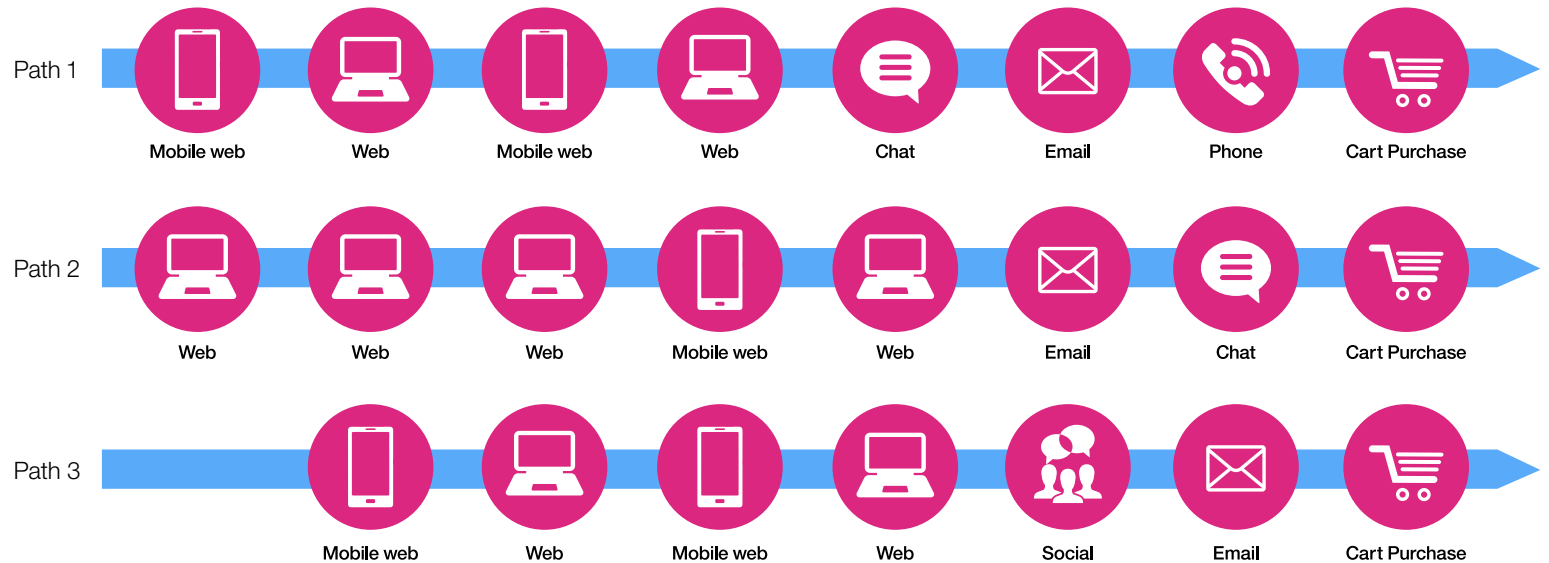 Path 1
Mobile web Web Mobile web Web Chat Email Phone Cart Purchase
Path 2
Web Web Web Mobile web Web Email Chat Cart Purchase
Path 3
Mobile web Web Mobile web Web Social Email Cart Purchase